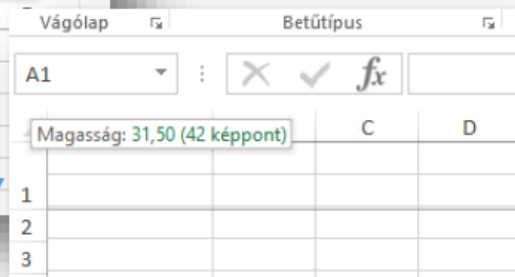 Vágólap Betűtípus
A1 fx
Magasság: 31,50 (42 képpont) C D
1
2
3